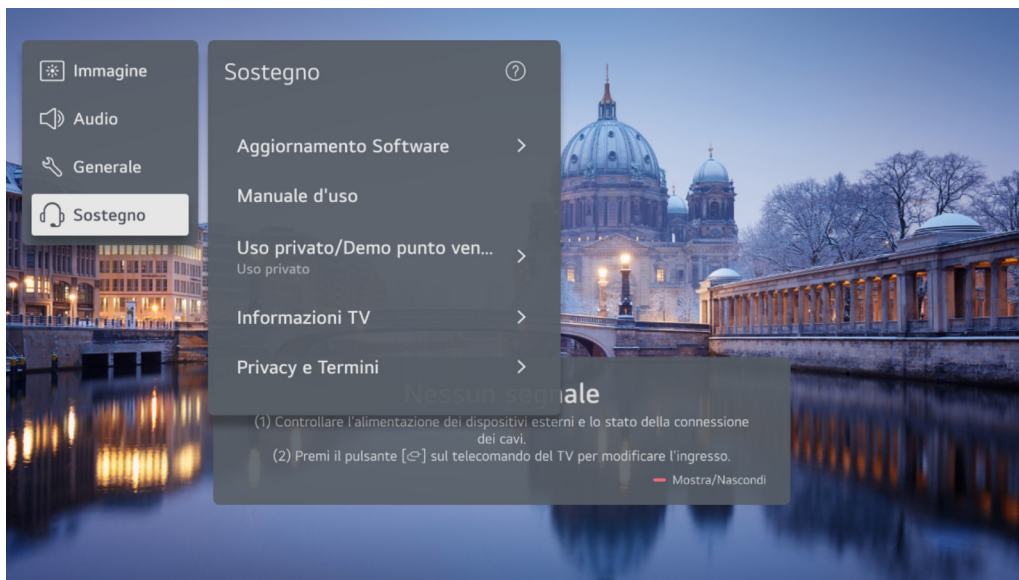 Immagine
Audio
Generale
Sostegno
Sostegno
Aggiornamento Software
Manuale d'uso
Uso privato/Demo punto ven...
Uso privato
Informazioni TV
Privacy e Termini
Nessun segnale
(1) Controllare l'alimentazione dei dispositivi esterni e lo stato della connessione
dei cavi.
(2) Premi il pulsante [⮐] sul telecomando del TV per modificare l'ingresso.
Mostra/Nascondi